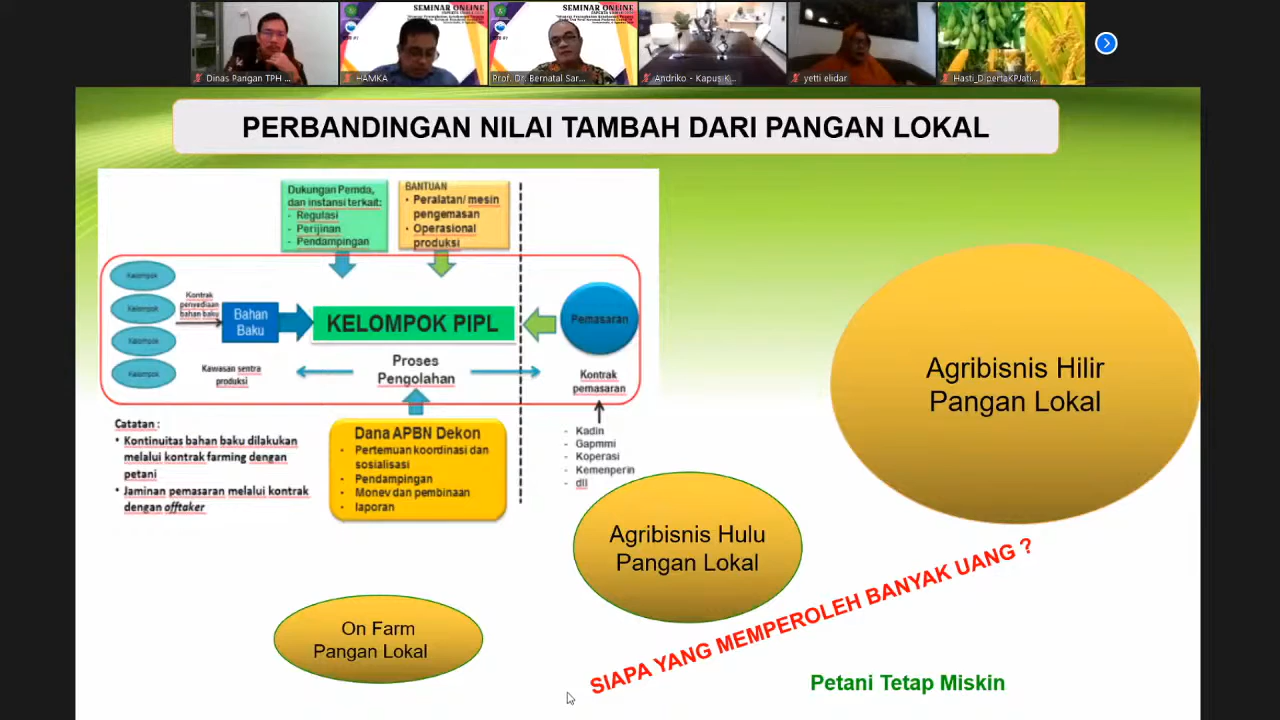 SEMINAR ONLINE
SEMINAR ONLINE
Dinas Pangan TPH ...
HAMKA
Prof. Dr. Bernatal Sar...
Andriko - Kapus K...
yetti elidar
Hasti_DipertaKPJati...
PERBANDINGAN NILAI TAMBAH DARI PANGAN LOKAL
Dukungan Pemda,
dan instansi terkait:
- Regulasi
- Perijinan
- Pendampingan
BANTUAN
• Peralatan/ mesin
pengemasan
• Operasional
produksi
Kelompok
Kelompok
Kelompok
Kelompok
Kontrak
penyediaan
bahan baku
Bahan
Baku
KELOMPOK PIPL
Pemasaran
Kawasan sentra
produksi
Proses
Pengolahan
Kontrak
pemasaran
Catatan :
• Kontinuitas bahan baku dilakukan
melalui kontrak farming dengan
petani
• Jaminan pemasaran melalui kontrak
dengan offtaker
Dana APBN Dekon
• Pertemuan koordinasi dan
sosialisasi
• Pendampingan
• Monev dan pembinaan
• laporan
- Kadin
- Gapmmi
- Koperasi
- Kemenperin
- dll
Agribisnis Hilir
Pangan Lokal
Agribisnis Hulu
Pangan Lokal
On Farm
Pangan Lokal
SIAPA YANG MEMPEROLEH BANYAK UANG ?
Petani Tetap Miskin